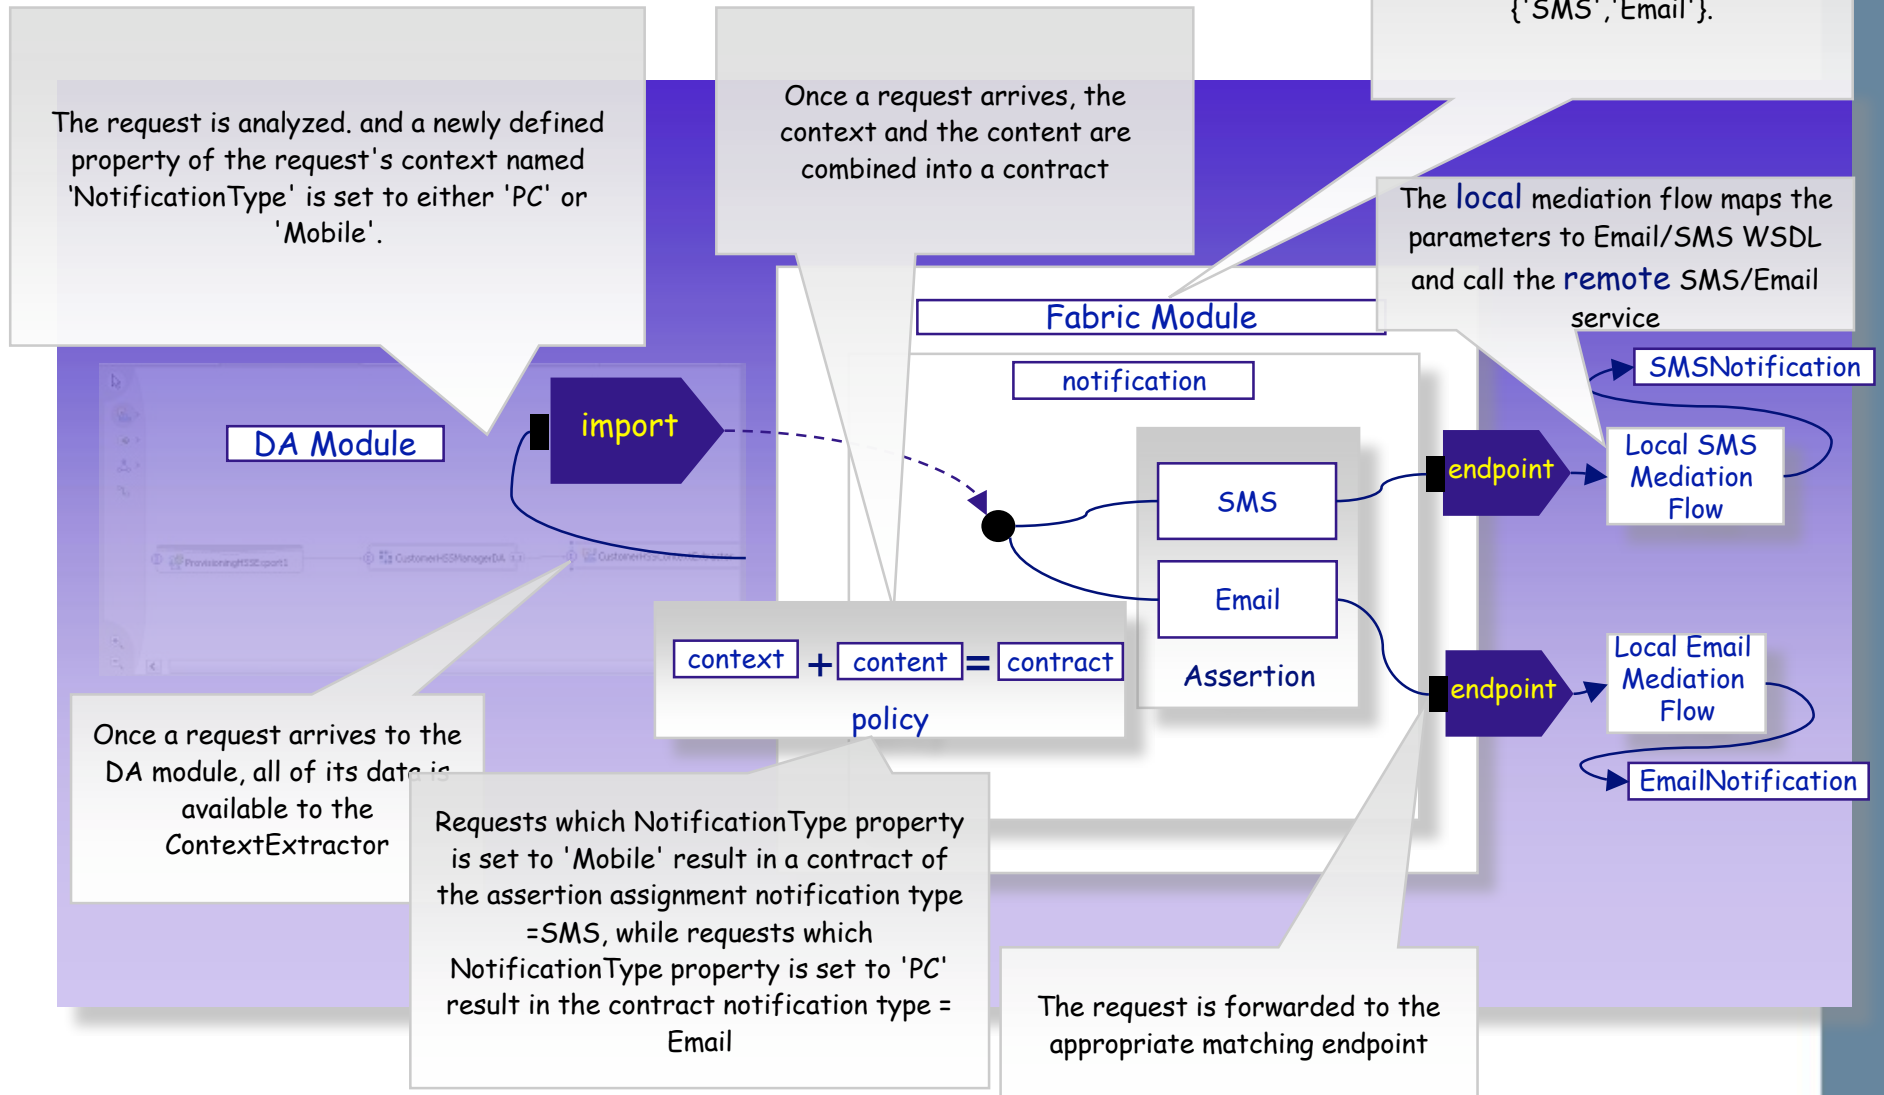 {'SMS','Email'}.
The request is analyzed. and a newly defined
property of the request's context named
'NotificationType' is set to either 'PC' or
'Mobile'.
Once a request arrives, the
context and the content are
combined into a contract
The local mediation flow maps the
parameters to Email/SMS WSDL
and call the remote SMS/Email
service
Fabric Module
notification
SMSNotification
import
DA Module
SMS
endpoint
Local SMS
Mediation
Flow
ProvisioningHSSExport1
CustomerHSSManagerDA
CustomerHSSContextExtractor
Email
Assertion
context + content = contract
policy
endpoint
Local Email
Mediation
Flow
EmailNotification
Once a request arrives to the
DA module, all of its data is
available to the
ContextExtractor
Requests which NotificationType property
is set to 'Mobile' result in a contract of
the assertion assignment notification type
=SMS, while requests which
NotificationType property is set to 'PC'
result in the contract notification type =
Email
The request is forwarded to the
appropriate matching endpoint